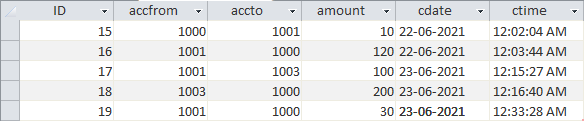 ID accfrom accto amount cdate ctime
15 1000 1001 10 22-06-2021 12:02:04 AM
16 1001 1000 120 22-06-2021 12:03:44 AM
17 1001 1003 100 23-06-2021 12:15:27 AM
18 1003 1000 200 23-06-2021 12:16:40 AM
19 1001 1000 30 23-06-2021 12:33:28 AM